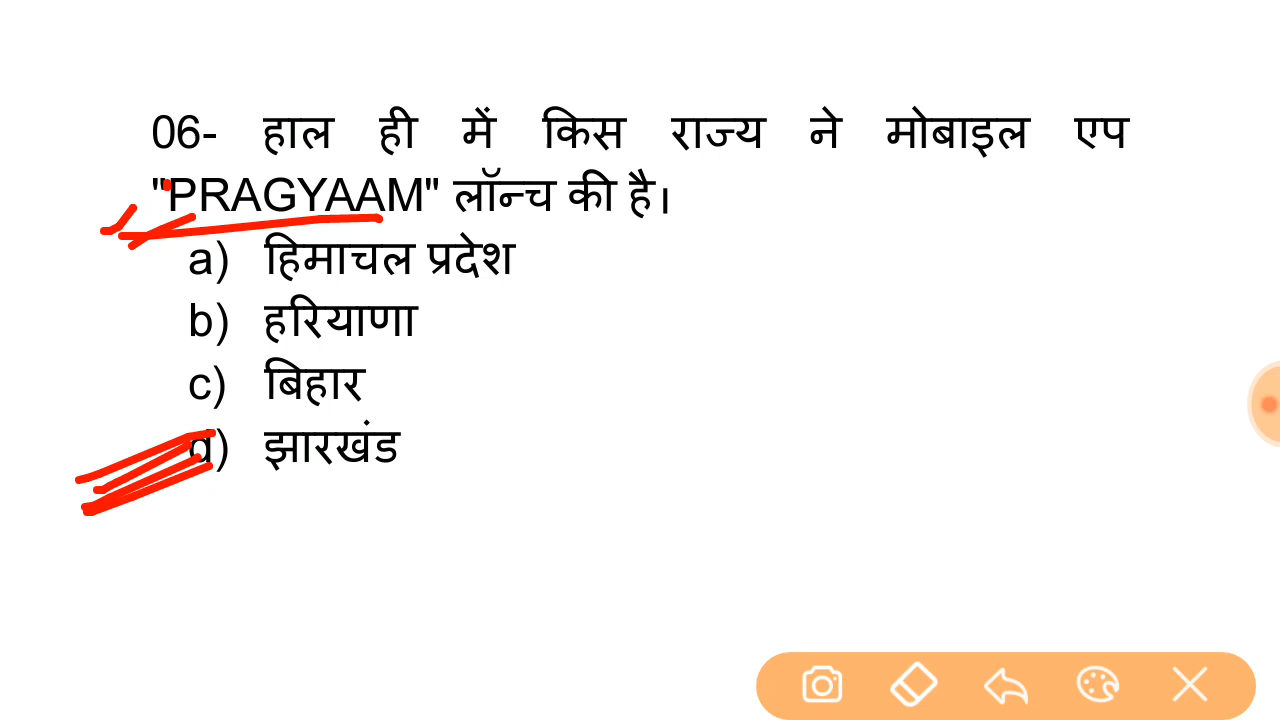 06- हाल ही में किस राज्य ने मोबाइल एप
"PRAGYAAM" लॉन्च की है।
a) हिमाचल प्रदेश
b) हरियाणा
c) बिहार
d) झारखंड